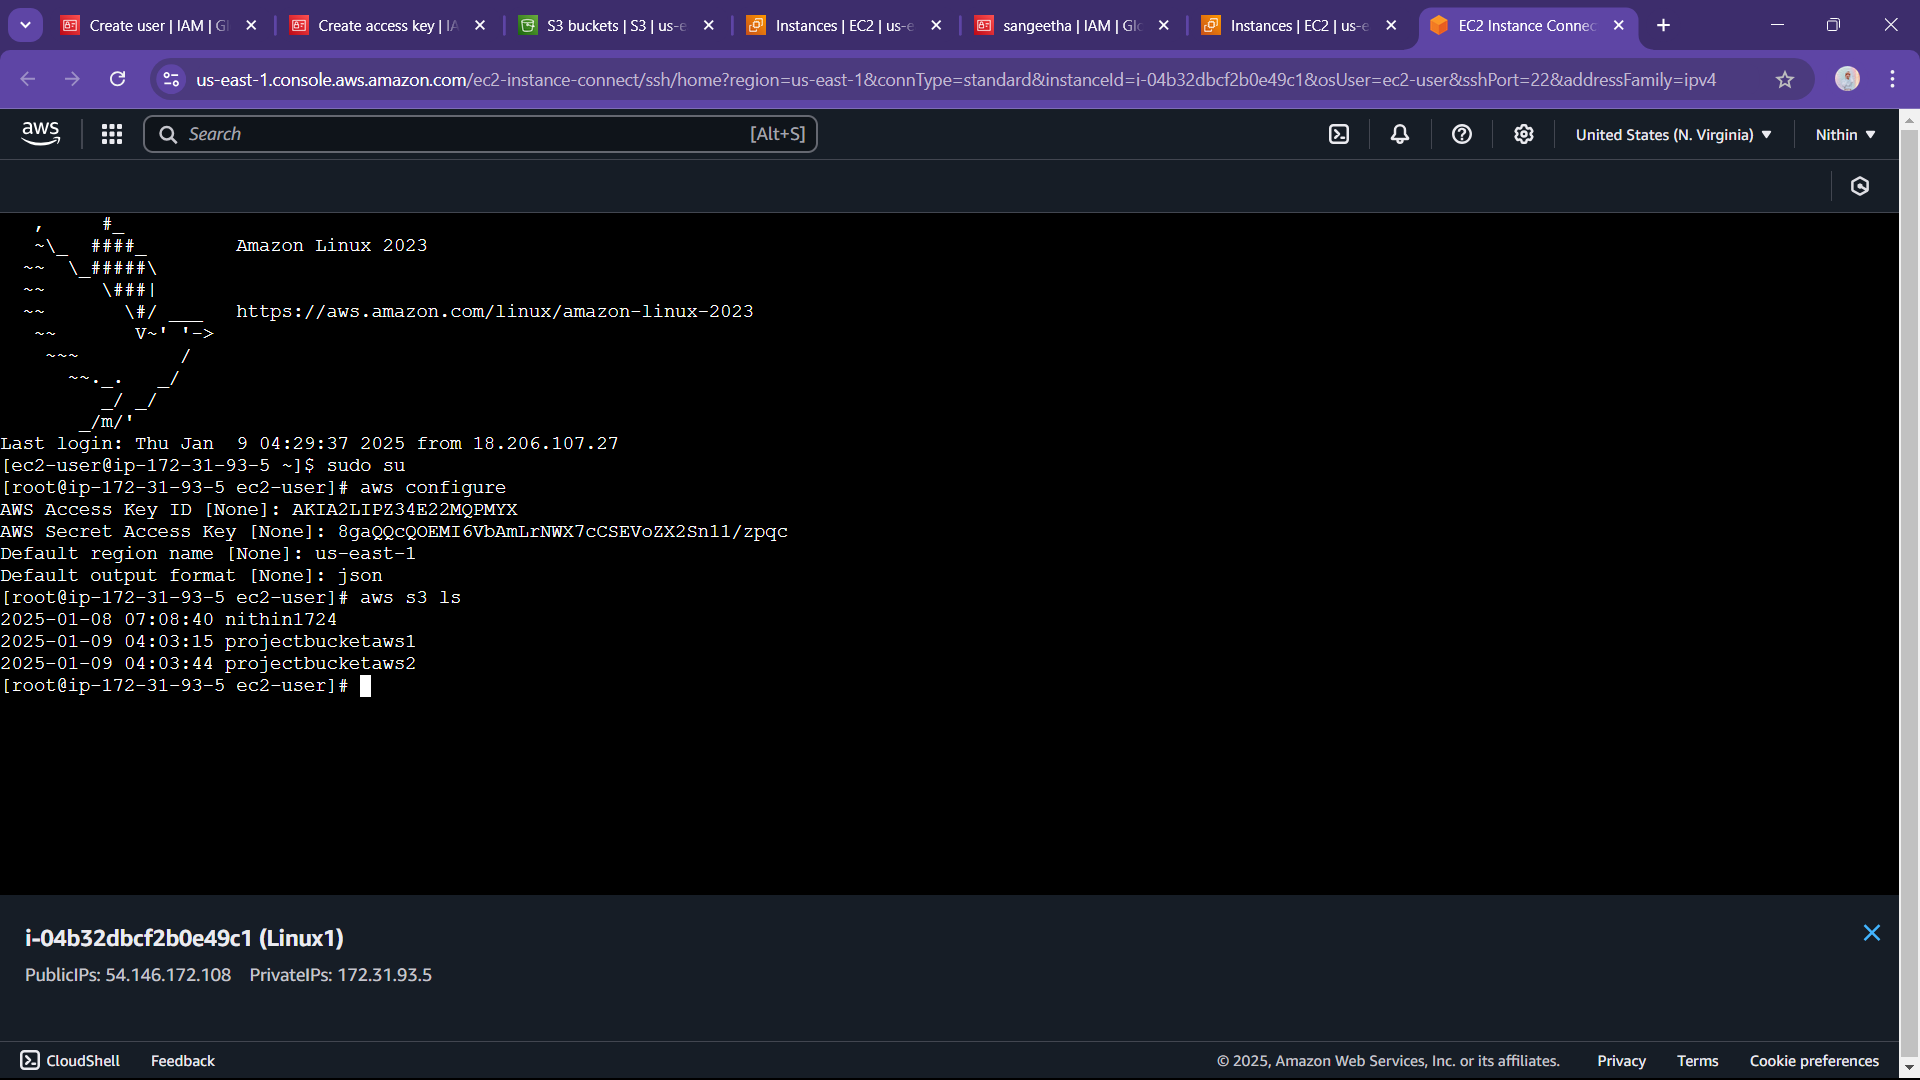 Create user | IAM | Gl
Create access key | IA
S3 buckets | S3 | us-e
Instances | EC2 | us-e
sangeetha | IAM | Glo
Instances | EC2 | us-e
EC2 Instance Connec
us-east-1.console.aws.amazon.com/ec2-instance-connect/ssh/home?region=us-east-1&connType=standard&instanceId=i-04b32dbcf2b0e49c1&osUser=ec2-user&sshPort=22&addressFamily=ipv4
aws
Search [Alt+S]
United States (N. Virginia)
Nithin
   ,     #_
   ~\_  ####_        Amazon Linux 2023
  ~~  \_#####\
  ~~     \###|
  ~~       \#/ ___   https://aws.amazon.com/linux/amazon-linux-2023
   ~~       V~' '->
    ~~~         /
      ~~._.   _/
         _/ _/
       _/m/'
Last login: Thu Jan  9 04:29:37 2025 from 18.206.107.27
[ec2-user@ip-172-31-93-5 ~]$ sudo su
[root@ip-172-31-93-5 ec2-user]# aws configure
AWS Access Key ID [None]: AKIA2LIPZ34E22MQPMYX
AWS Secret Access Key [None]: 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
Default region name [None]: us-east-1
Default output format [None]: json
[root@ip-172-31-93-5 ec2-user]# aws s3 ls
2025-01-08 07:08:40 nithin1724
2025-01-09 04:03:15 projectbucketaws1
2025-01-09 04:03:44 projectbucketaws2
[root@ip-172-31-93-5 ec2-user]#
i-04b32dbcf2b0e49c1 (Linux1)
PublicIPs: 54.146.172.108 PrivateIPs: 172.31.93.5
CloudShell
Feedback
© 2025, Amazon Web Services, Inc. or its affiliates.
Privacy
Terms
Cookie preferences